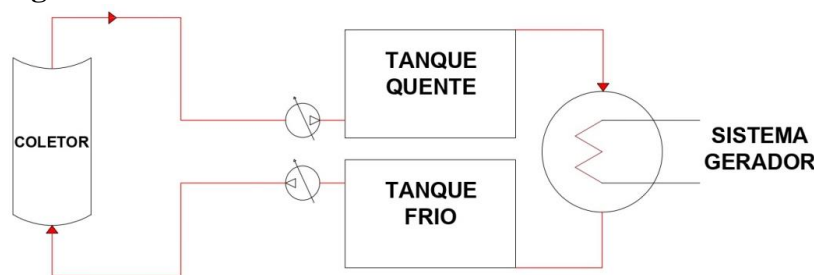 COLETOR
TANQUE
QUENTE
TANQUE
FRIO
SISTEMA
GERADOR